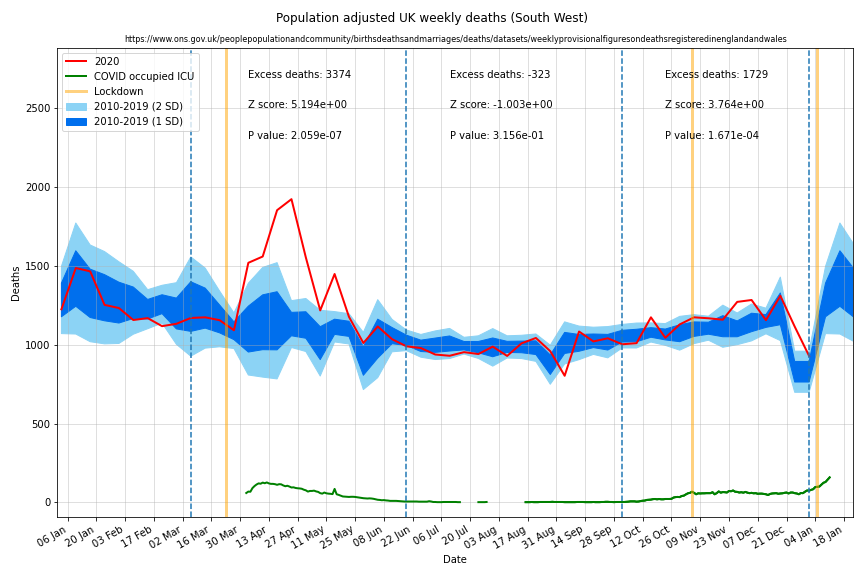 Population adjusted UK weekly deaths (South West)
https://www.ons.gov.uk/peoplepopulationandcommunity/birthsdeathsandmarriages/deaths/datasets/weeklyprovisionalfiguresondeathsregisteredinenglandandwales
2020
COVID occupied ICU
Lockdown
2010-2019 (2 SD)
2010-2019 (1 SD)
Excess deaths: 3374
Z score: 5.194e+00
P value: 2.059e-07
Excess deaths: -323
Z score: -1.003e+00
P value: 3.156e-01
Excess deaths: 1729
Z score: 3.764e+00
P value: 1.671e-04
Deaths
2500
2000
1500
1000
500
0
06 Jan
20 Jan
03 Feb
17 Feb
02 Mar
16 Mar
30 Mar
13 Apr
27 Apr
11 May
25 May
08 Jun
22 Jun
06 Jul
20 Jul
03 Aug
17 Aug
31 Aug
14 Sep
28 Sep
12 Oct
26 Oct
09 Nov
23 Nov
07 Dec
21 Dec
04 Jan
18 Jan
Date